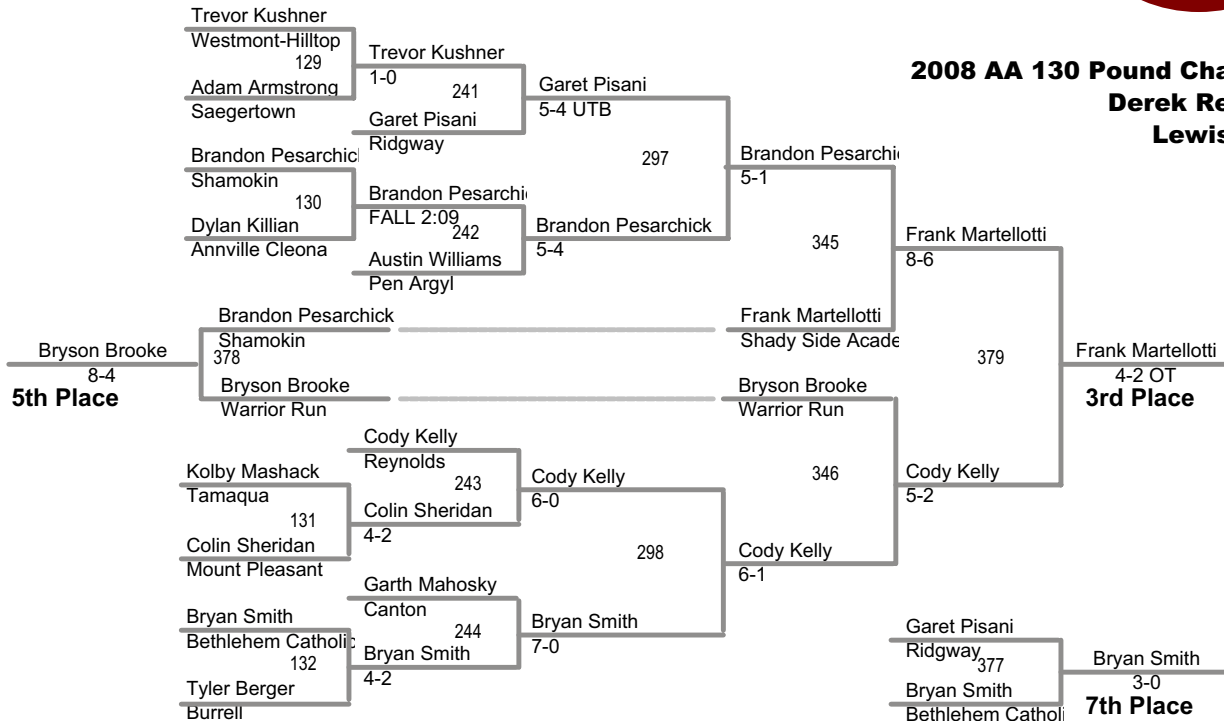 Trevor Kushner
Westmont-Hilltop
129
Adam Armstrong
Saegertown
Trevor Kushner
1-0
241
Garet Pisani
Ridgway
Garet Pisani
5-4 UTB
2008 AA 130 Pound Cha
Derek Re
Lewis
Brandon Pesarchic
Shamokin
130
Dylan Killian
Annville Cleona
Brandon Pesarchi
FALL 2:09
242
Austin Williams
Pen Argyl
Brandon Pesarchick
5-4
297
Brandon Pesarchi
5-1
345
Frank Martellotti
8-6
Brandon Pesarchick
Shamokin
Frank Martellotti
Shady Side Acade
Bryson Brooke
8-4
5th Place
378
Bryson Brooke
Warrior Run
Bryson Brooke
Warrior Run
379
Frank Martellotti
4-2 OT
3rd Place
Cody Kelly
Reynolds
Kolby Mashack
Tamaqua
243
131
Colin Sheridan
4-2
Colin Sheridan
Mount Pleasant
Cody Kelly
6-0
346
Cody Kelly
5-2
298
Cody Kelly
6-1
Garth Mahosky
Canton
Bryan Smith
Bethlehem Catholic
244
132
Bryan Smith
4-2
Tyler Berger
Burrell
Bryan Smith
7-0
Garet Pisani
Ridgway
377
Bryan Smith
Bethlehem Catholi
Bryan Smith
3-0
7th Place